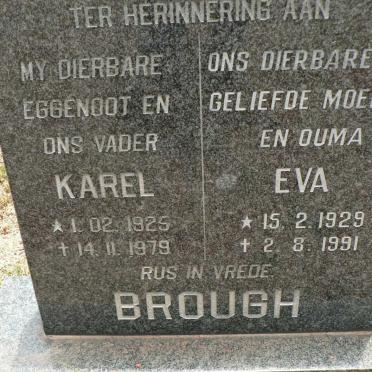 TER HERINNERING AAN
MY DIERBARE
EGGENOOT EN
ONS VADER
KAREL
* 1. 02. 1925
† 14. 11. 1979
ONS DIERBARE
GELIEFDE MOE
EN OUMA
EVA
* 15. 2. 1929
† 2. 8. 1991
RUS IN VREDE.
BROUGH